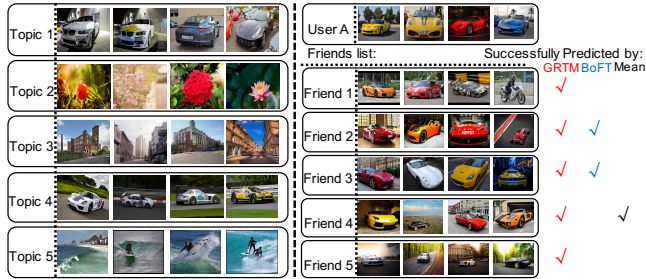 Topic 1
Topic 2
Topic 3
Topic 4
Topic 5
User A
Friends list:
Successfully Predicted by:
GRTM BoFT Mean
Friend 1
Friend 2
Friend 3
Friend 4
Friend 5